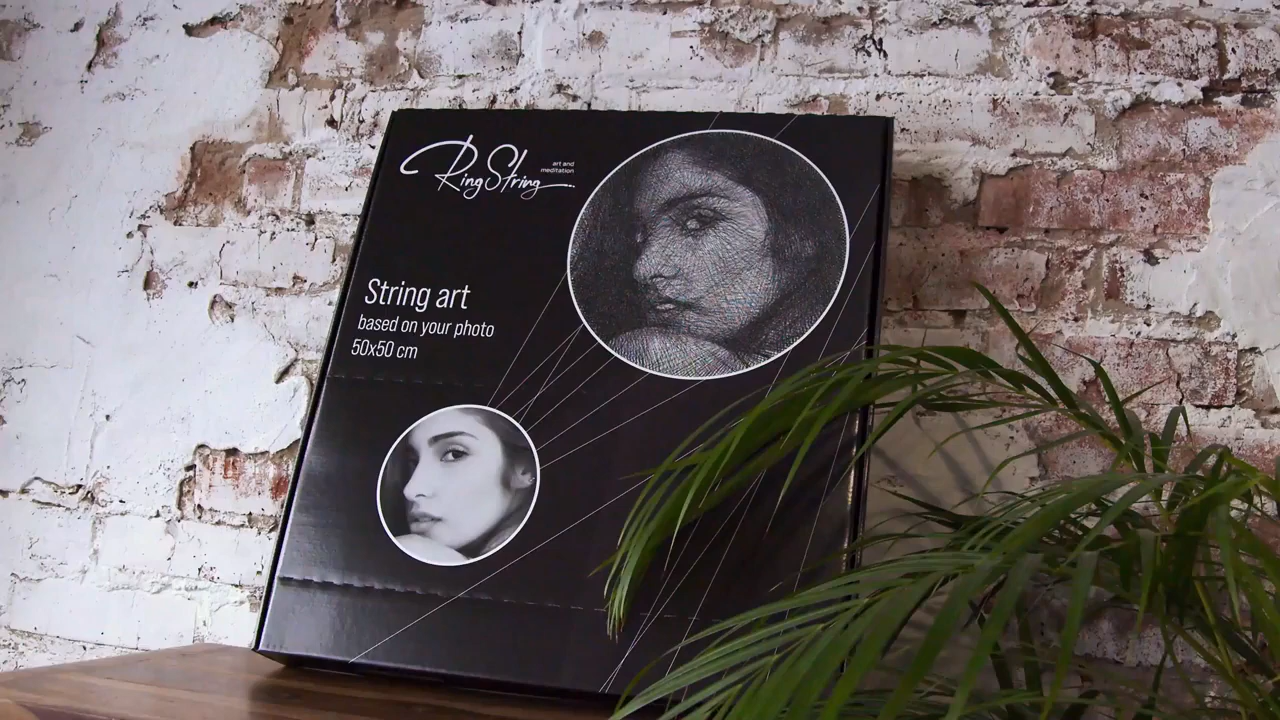 RingString
art and
meditation
String art
based on your photo
50x50 cm